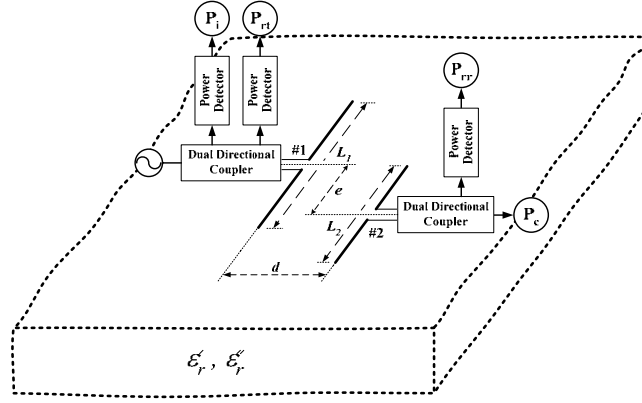 P_i
P_rt
P_rr
Power Detector
Power Detector
Power Detector
#1
Dual Directional
Coupler
L_1
e
Dual Directional
Coupler
P_c
L_2
#2
d
ε′_r , ε″_r